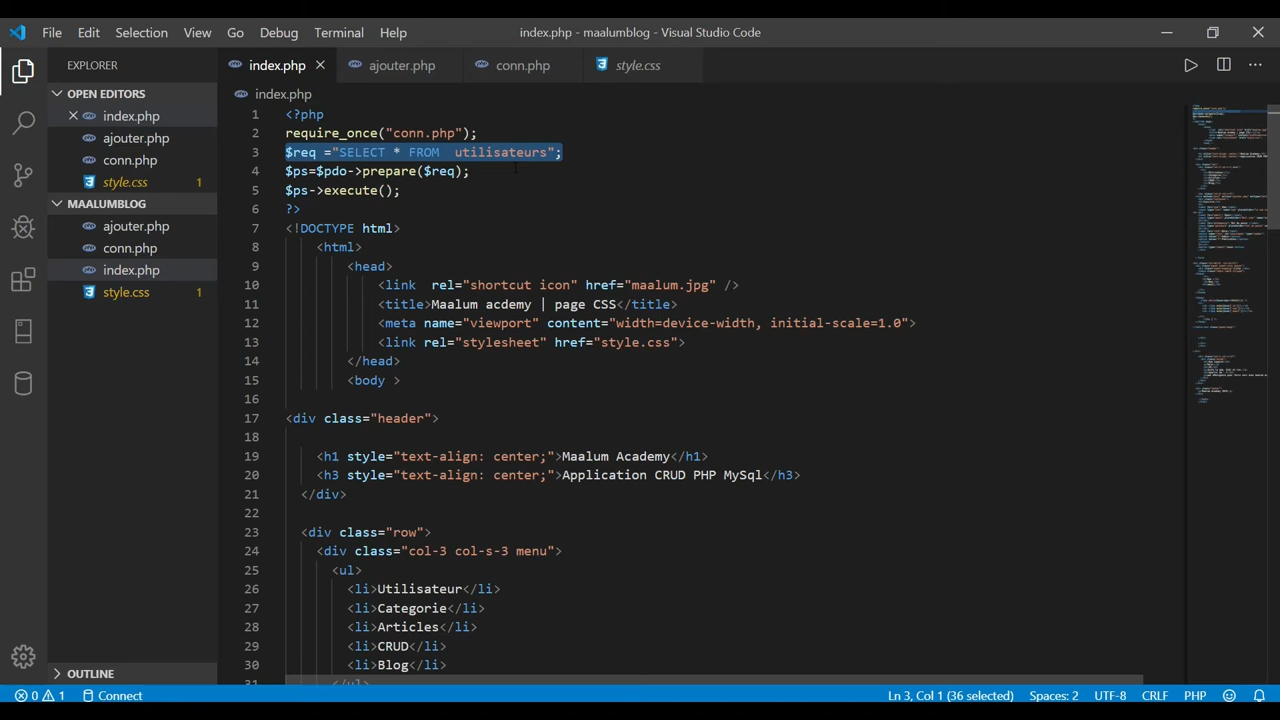 File Edit Selection View Go Debug Terminal Help index.php - maalumblog - Visual Studio Code
EXPLORER
OPEN EDITORS
index.php
ajouter.php
conn.php
style.css 1
MAALUMBLOG
ajouter.php
conn.php
index.php
style.css 1
OUTLINE
index.php ajouter.php conn.php style.css
index.php
1 <?php
2 require_once("conn.php");
3 $req ="SELECT * FROM  utilisateurs";
4 $ps=$pdo->prepare($req);
5 $ps->execute();
6 ?>
7 <!DOCTYPE html>
8 <html>
9 <head>
10 <link  rel="shortcut icon" href="maalum.jpg" />
11 <title>Maalum acdemy | page CSS</title>
12 <meta name="viewport" content="width=device-width, initial-scale=1.0">
13 <link rel="stylesheet" href="style.css">
14 </head>
15 <body >
16
17 <div class="header">
18
19 <h1 style="text-align: center;">Maalum Academy</h1>
20 <h3 style="text-align: center;">Application CRUD PHP MySql</h3>
21 </div>
22
23 <div class="row">
24 <div class="col-3 col-s-3 menu">
25 <ul>
26 <li>Utilisateur</li>
27 <li>Categorie</li>
28 <li>Articles</li>
29 <li>CRUD</li>
30 <li>Blog</li>
31 </ul>
0 1 Connect Ln 3, Col 1 (36 selected) Spaces: 2 UTF-8 CRLF PHP